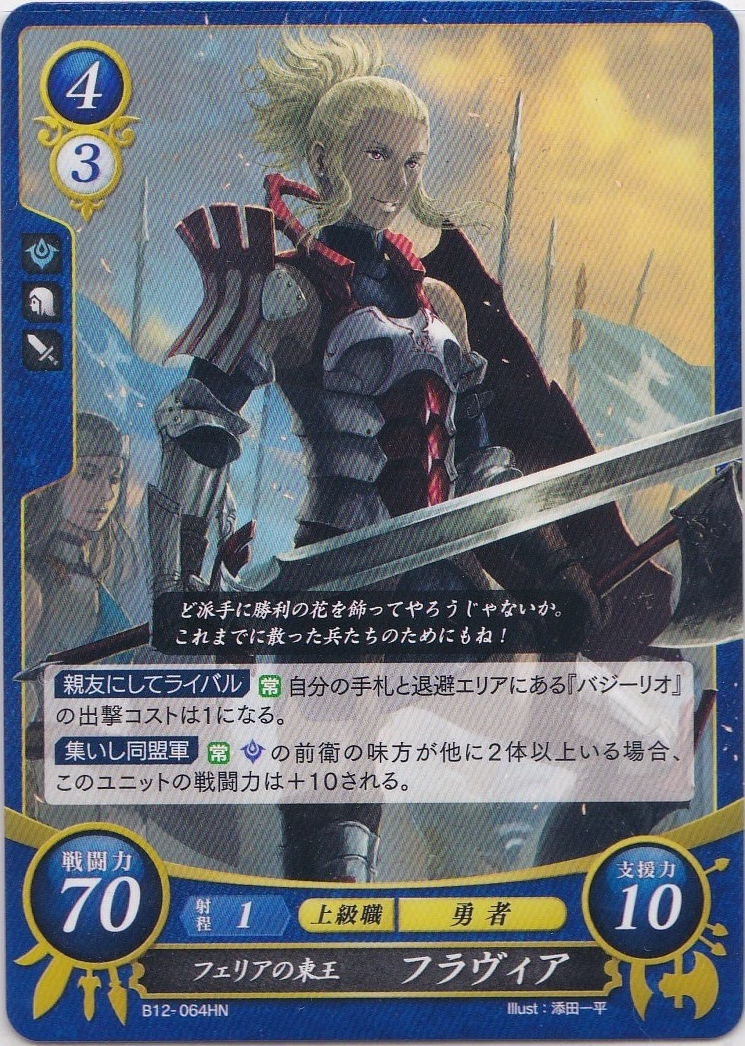 4
3
ど派手に勝利の花を飾ってやろうじゃないか。
これまでに散った兵たちのためにもね！
親友にしてライバル 常 自分の手札と退避エリアにある『バジーリオ』
の出撃コストは1になる。
集いし同盟軍 常 の前衛の味方が他に2体以上いる場合、
このユニットの戦闘力は＋10される。
戦闘力
70
射程 1 上級職 勇者
支援力
10
フェリアの東王 フラヴィア
B12-064HN Illust：添田一平